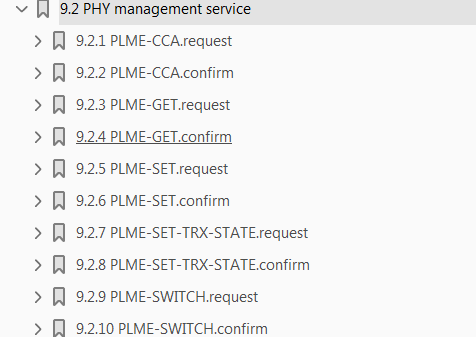 9.2 PHY management service
9.2.1 PLME-CCA.request
9.2.2 PLME-CCA.confirm
9.2.3 PLME-GET.request
9.2.4 PLME-GET.confirm
9.2.5 PLME-SET.request
9.2.6 PLME-SET.confirm
9.2.7 PLME-SET-TRX-STATE.request
9.2.8 PLME-SET-TRX-STATE.confirm
9.2.9 PLME-SWITCH.request
9.2.10 PLME-SWITCH.confirm